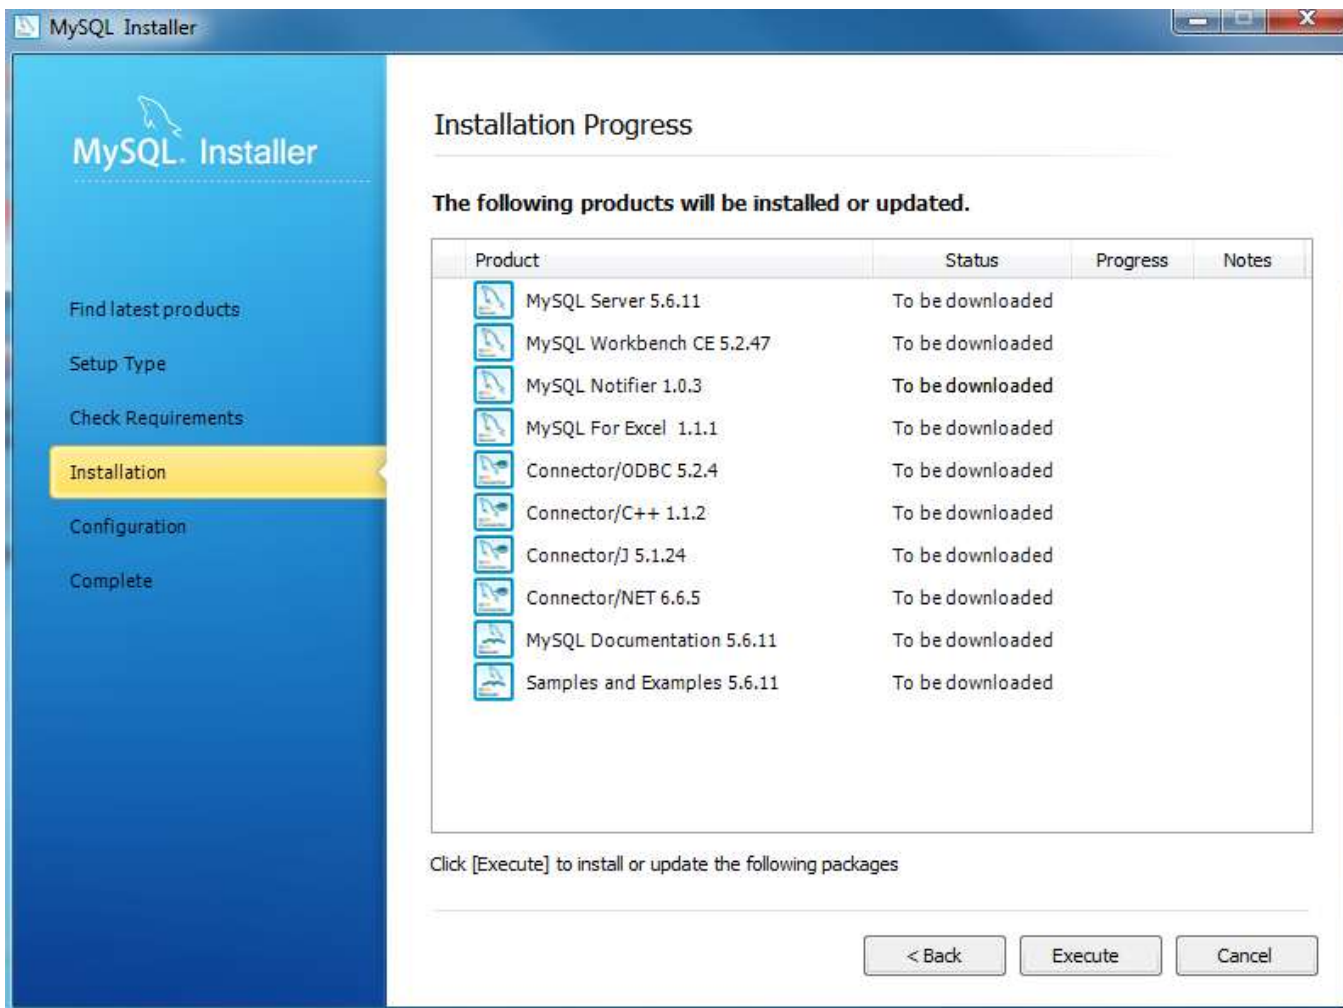 MySQL Installer
MySQL. Installer
Find latest products
Setup Type
Check Requirements
Installation
Configuration
Complete
Installation Progress
The following products will be installed or updated.
Product Status Progress Notes
MySQL Server 5.6.11 To be downloaded
MySQL Workbench CE 5.2.47 To be downloaded
MySQL Notifier 1.0.3 To be downloaded
MySQL For Excel 1.1.1 To be downloaded
Connector/ODBC 5.2.4 To be downloaded
Connector/C++ 1.1.2 To be downloaded
Connector/J 5.1.24 To be downloaded
Connector/NET 6.6.5 To be downloaded
MySQL Documentation 5.6.11 To be downloaded
Samples and Examples 5.6.11 To be downloaded
Click [Execute] to install or update the following packages
< Back Execute Cancel